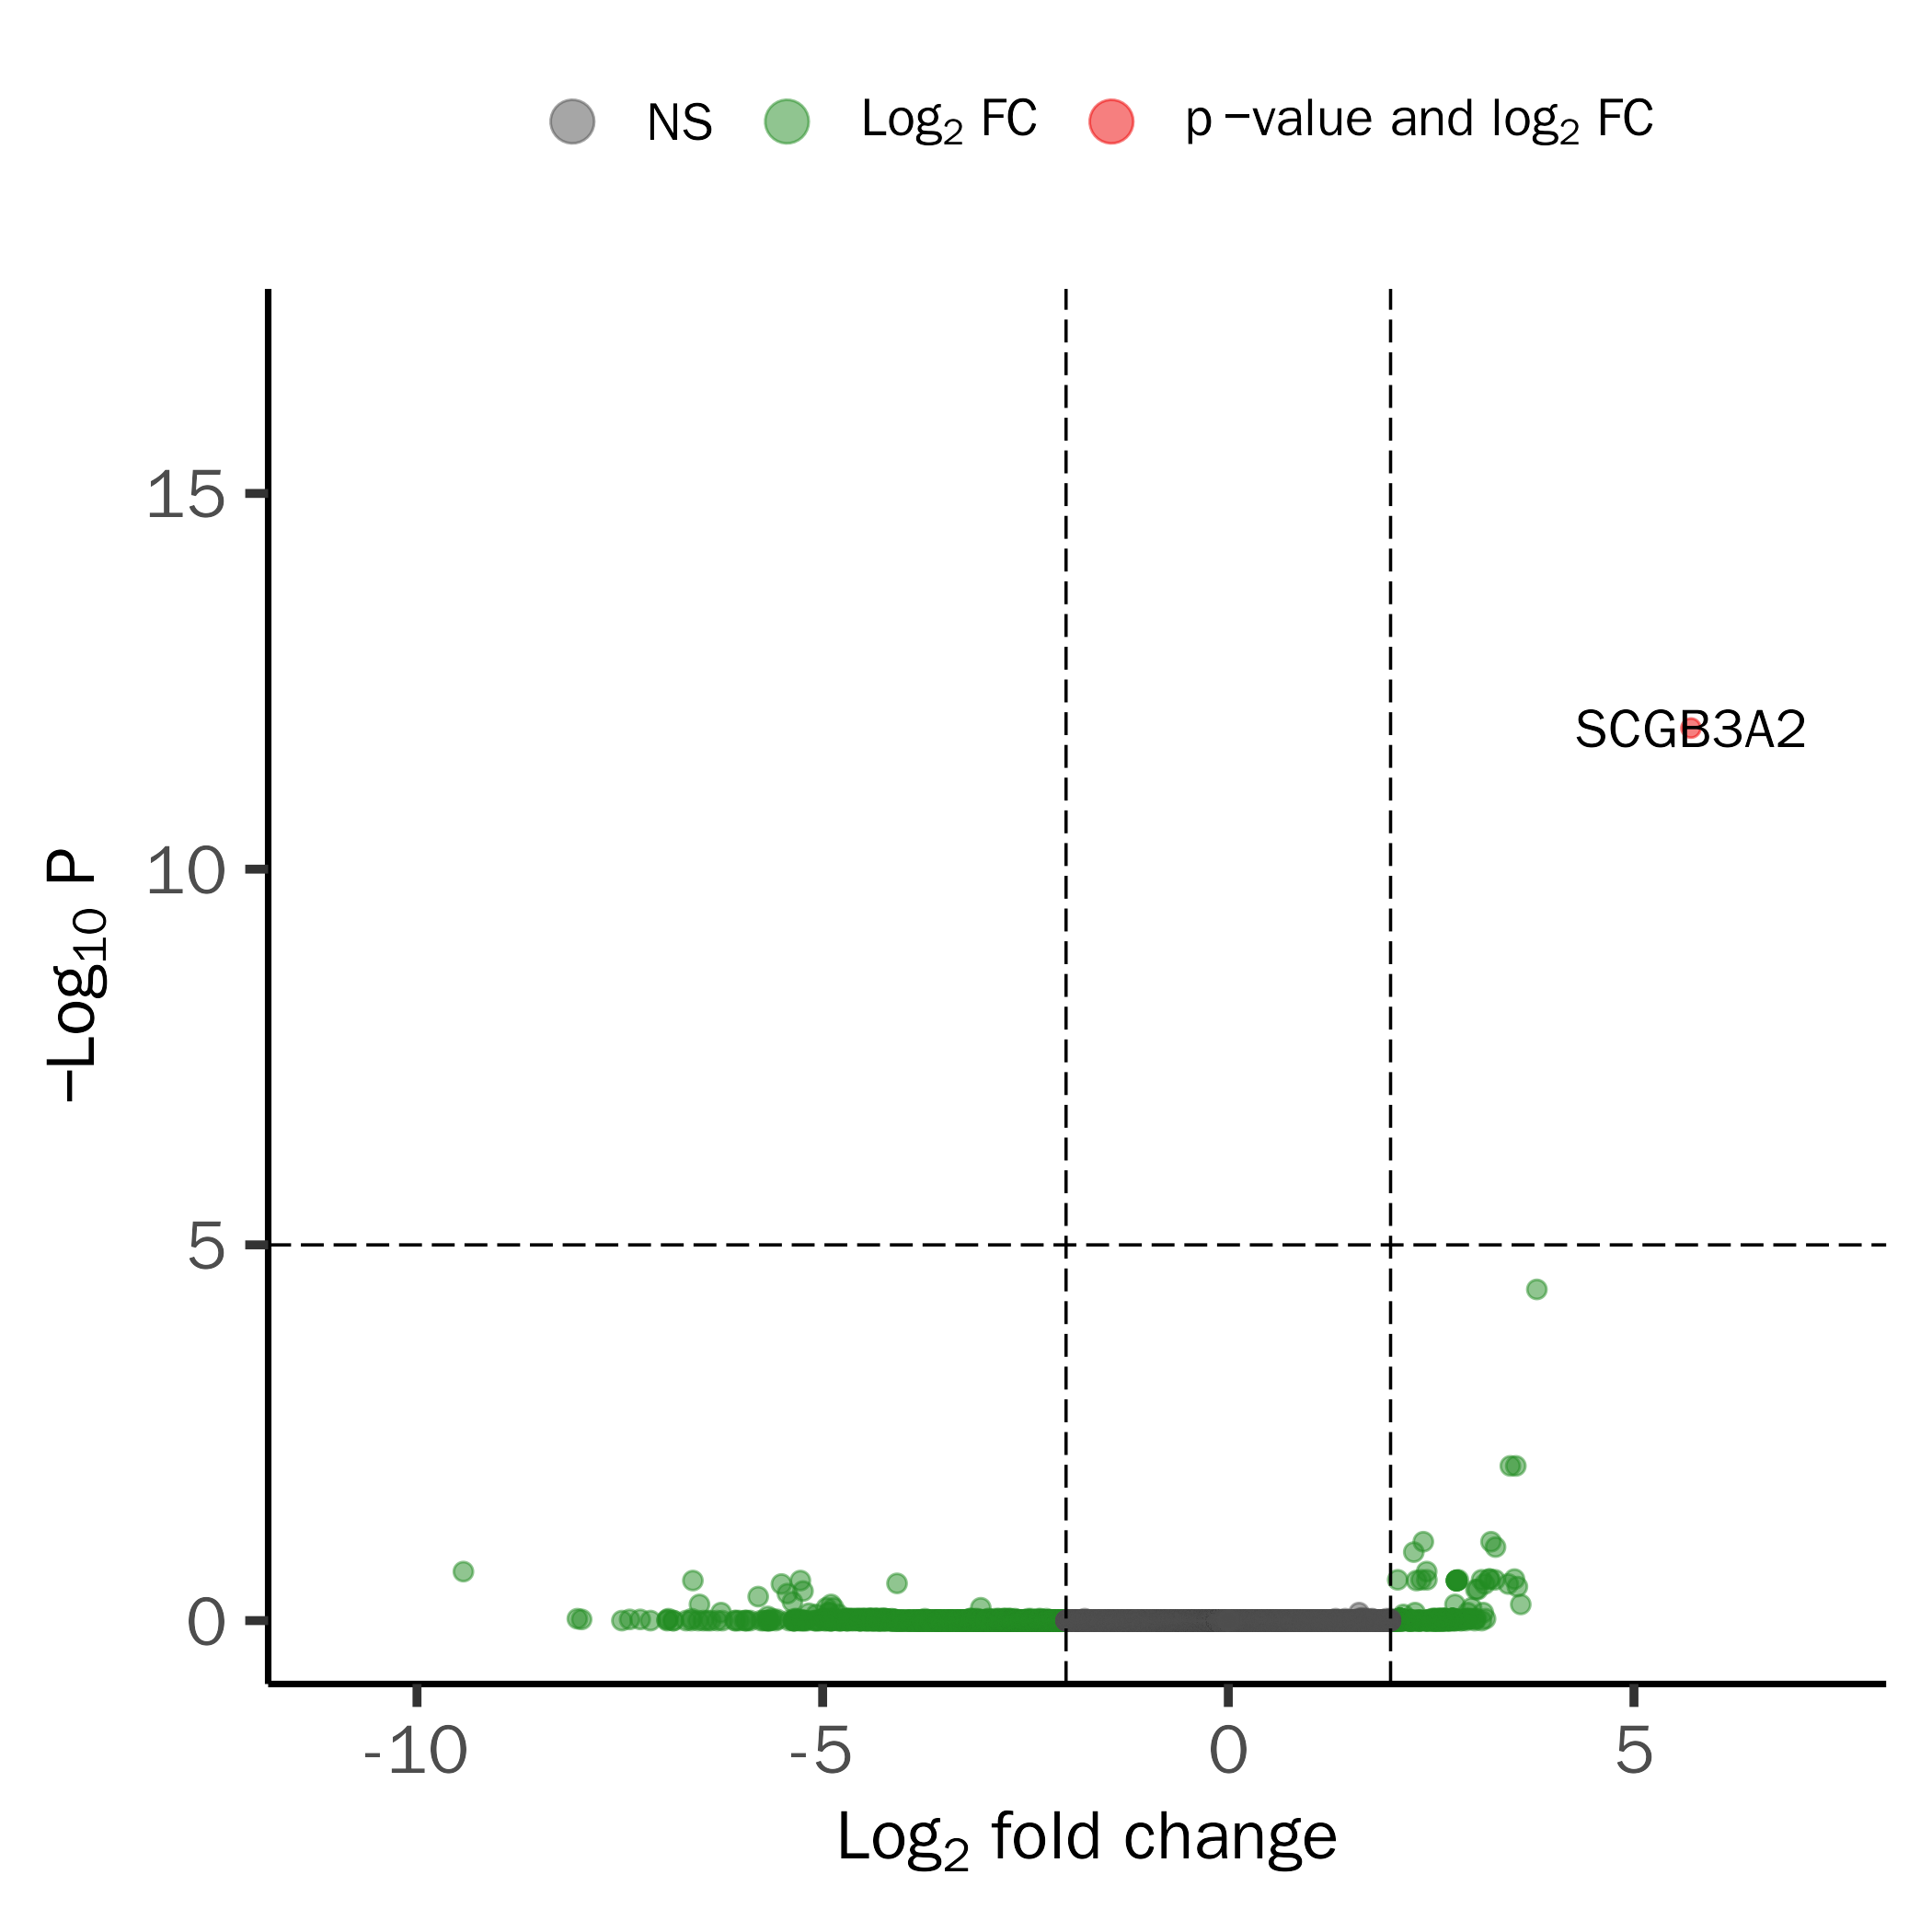 NS Log₂ FC p −value and log₂ FC
15
SCGB3A2
10
−Log₁₀ P
5
0
-10 -5 0 5
Log₂ fold change